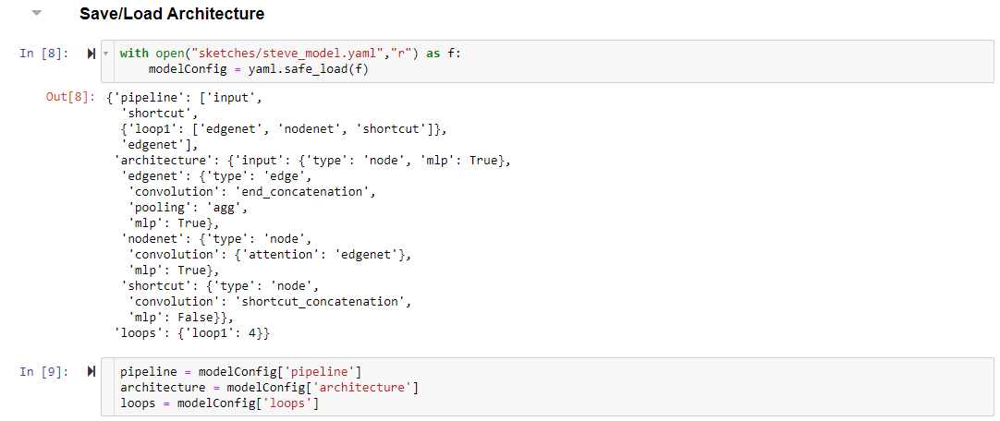 Save/Load Architecture
In [8]: with open("sketches/steve_model.yaml","r") as f:
modelConfig = yaml.safe_load(f)
Out[8]: {'pipeline': ['input',
'shortcut',
{'loop1': ['edgenet', 'nodenet', 'shortcut']},
'edgenet'],
'architecture': {'input': {'type': 'node', 'mlp': True},
'edgenet': {'type': 'edge',
'convolution': 'end_concatenation',
'pooling': 'agg',
'mlp': True},
'nodenet': {'type': 'node',
'convolution': {'attention': 'edgenet'},
'mlp': True},
'shortcut': {'type': 'node',
'convolution': 'shortcut_concatenation',
'mlp': False}},
'loops': {'loop1': 4}}
In [9]: pipeline = modelConfig['pipeline']
architecture = modelConfig['architecture']
loops = modelConfig['loops']